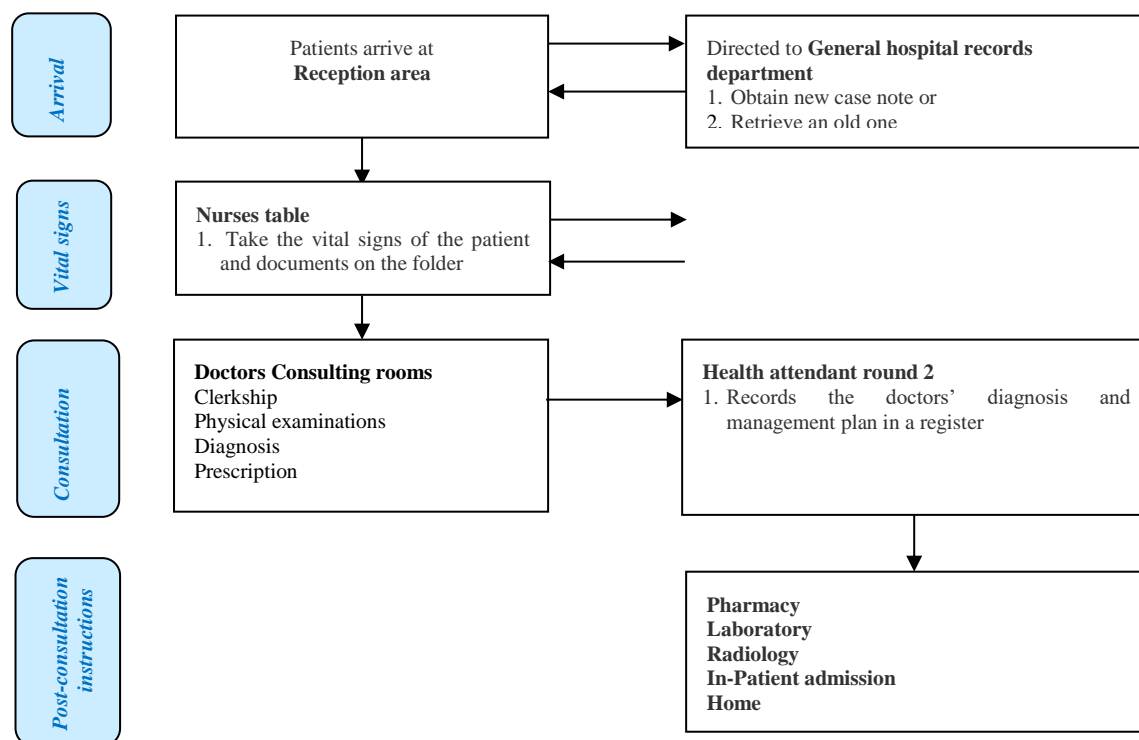 Arrival
Patients arrive at
Reception area
Directed to General hospital records
department
1. Obtain new case note or
2. Retrieve an old one
Vital signs
Nurses table
1. Take the vital signs of the patient
and documents on the folder
Consultation
Doctors Consulting rooms
Clerkship
Physical examinations
Diagnosis
Prescription
Health attendant round 2
1. Records the doctors’ diagnosis and
management plan in a register
Post-consultation
instructions
Pharmacy
Laboratory
Radiology
In-Patient admission
Home